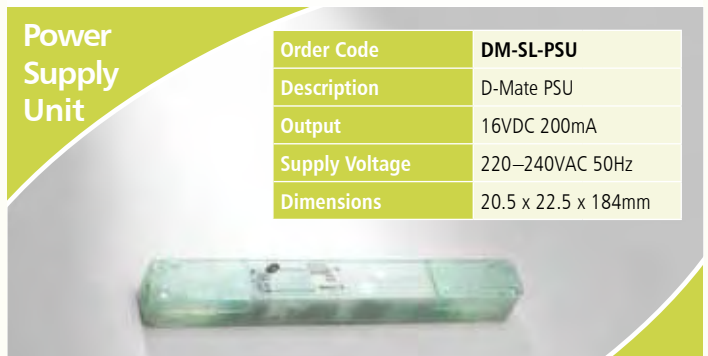 Power
Supply
Unit
Order Code DM-SL-PSU
Description D-Mate PSU
Output 16VDC 200mA
Supply Voltage 220–240VAC 50Hz
Dimensions 20.5 x 22.5 x 184mm